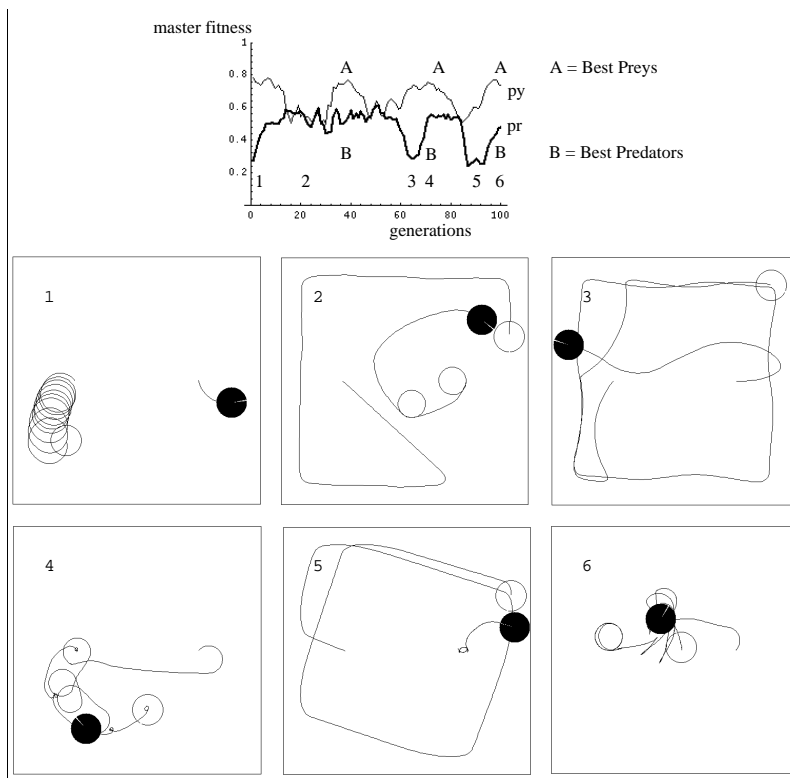 master fitness
1
0.8 A A A A = Best Preys
py
0.6
pr
0.4
B B B B = Best Predators
0.2 1 2 3 4 5 6
0 20 40 60 80 100
generations
1 2 3
4 5 6